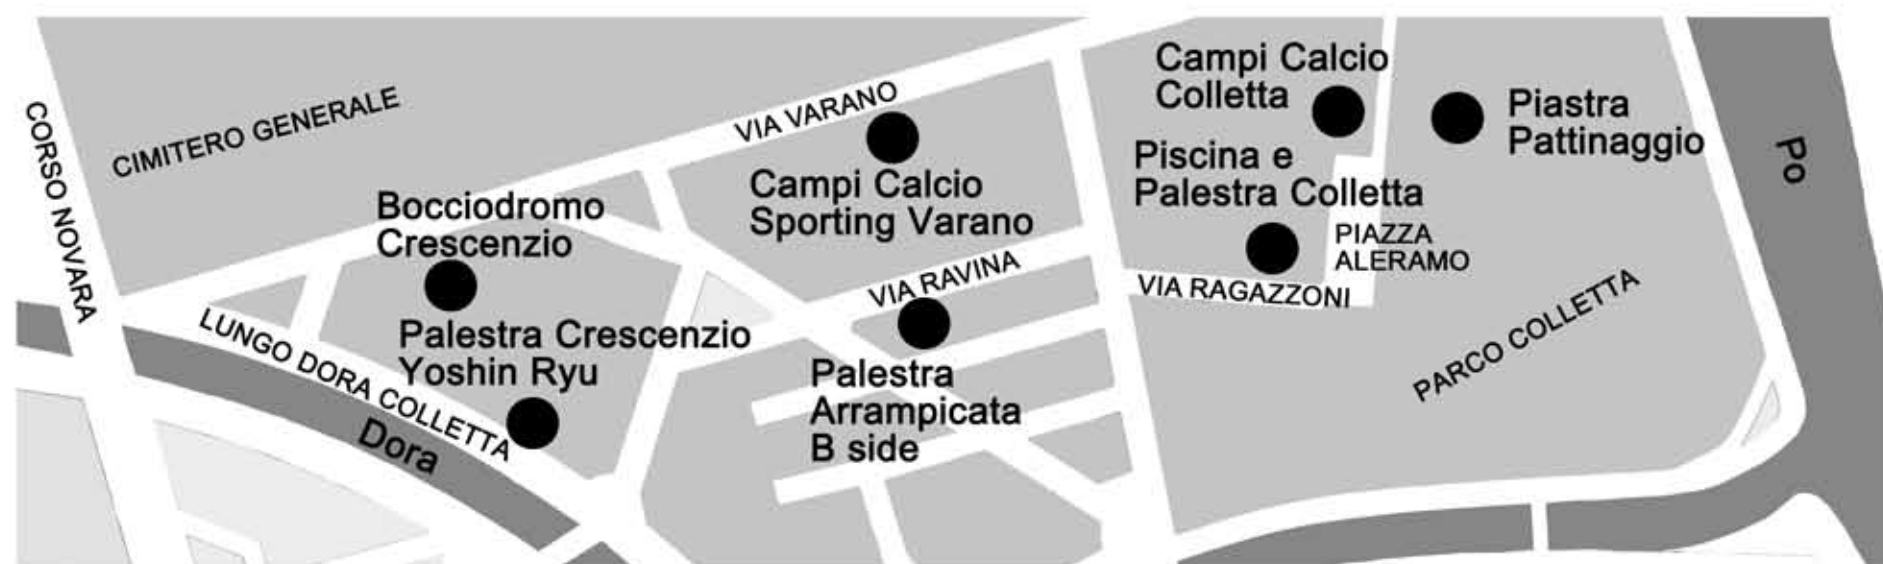 CORSO NOVARA
CIMITERO GENERALE
VIA VARANO
Campi Calcio
Colletta
Piastra
Pattinaggio
Po
Piscina e
Palestra Colletta
Campi Calcio
Sporting Varano
Bocciodromo
Crescenzio
PIAZZA
ALERAMO
VIA RAVINA
VIA RAGAZZONI
PARCO COLLETTA
LUNGO DORA COLLETTA
Palestra Crescenzio
Yoshin Ryu
Palestra
Arrampicata
B side
Dora